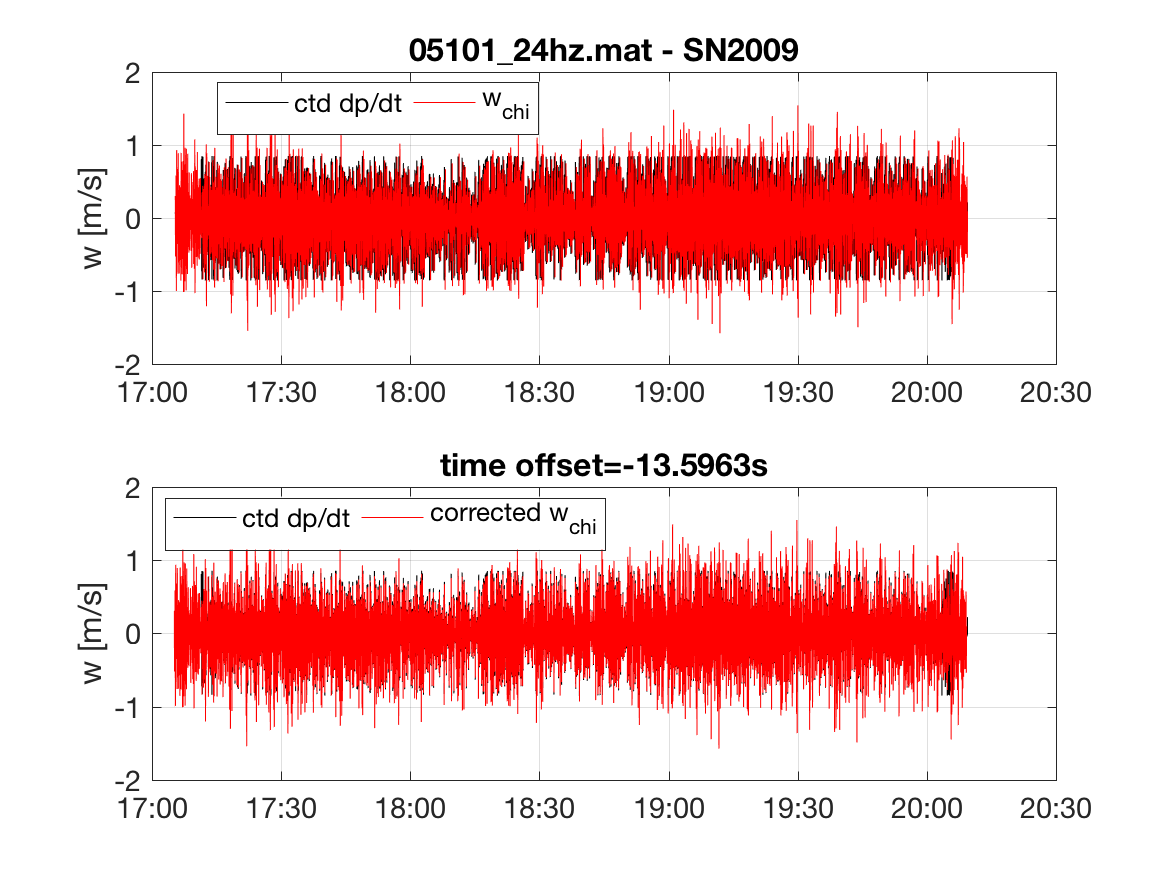 05101_24hz.mat - SN2009
ctd dp/dt w_chi
w [m/s]
2
1
0
-1
-2
17:00 17:30 18:00 18:30 19:00 19:30 20:00 20:30
time offset=-13.5963s
ctd dp/dt corrected w_chi
w [m/s]
2
1
0
-1
-2
17:00 17:30 18:00 18:30 19:00 19:30 20:00 20:30